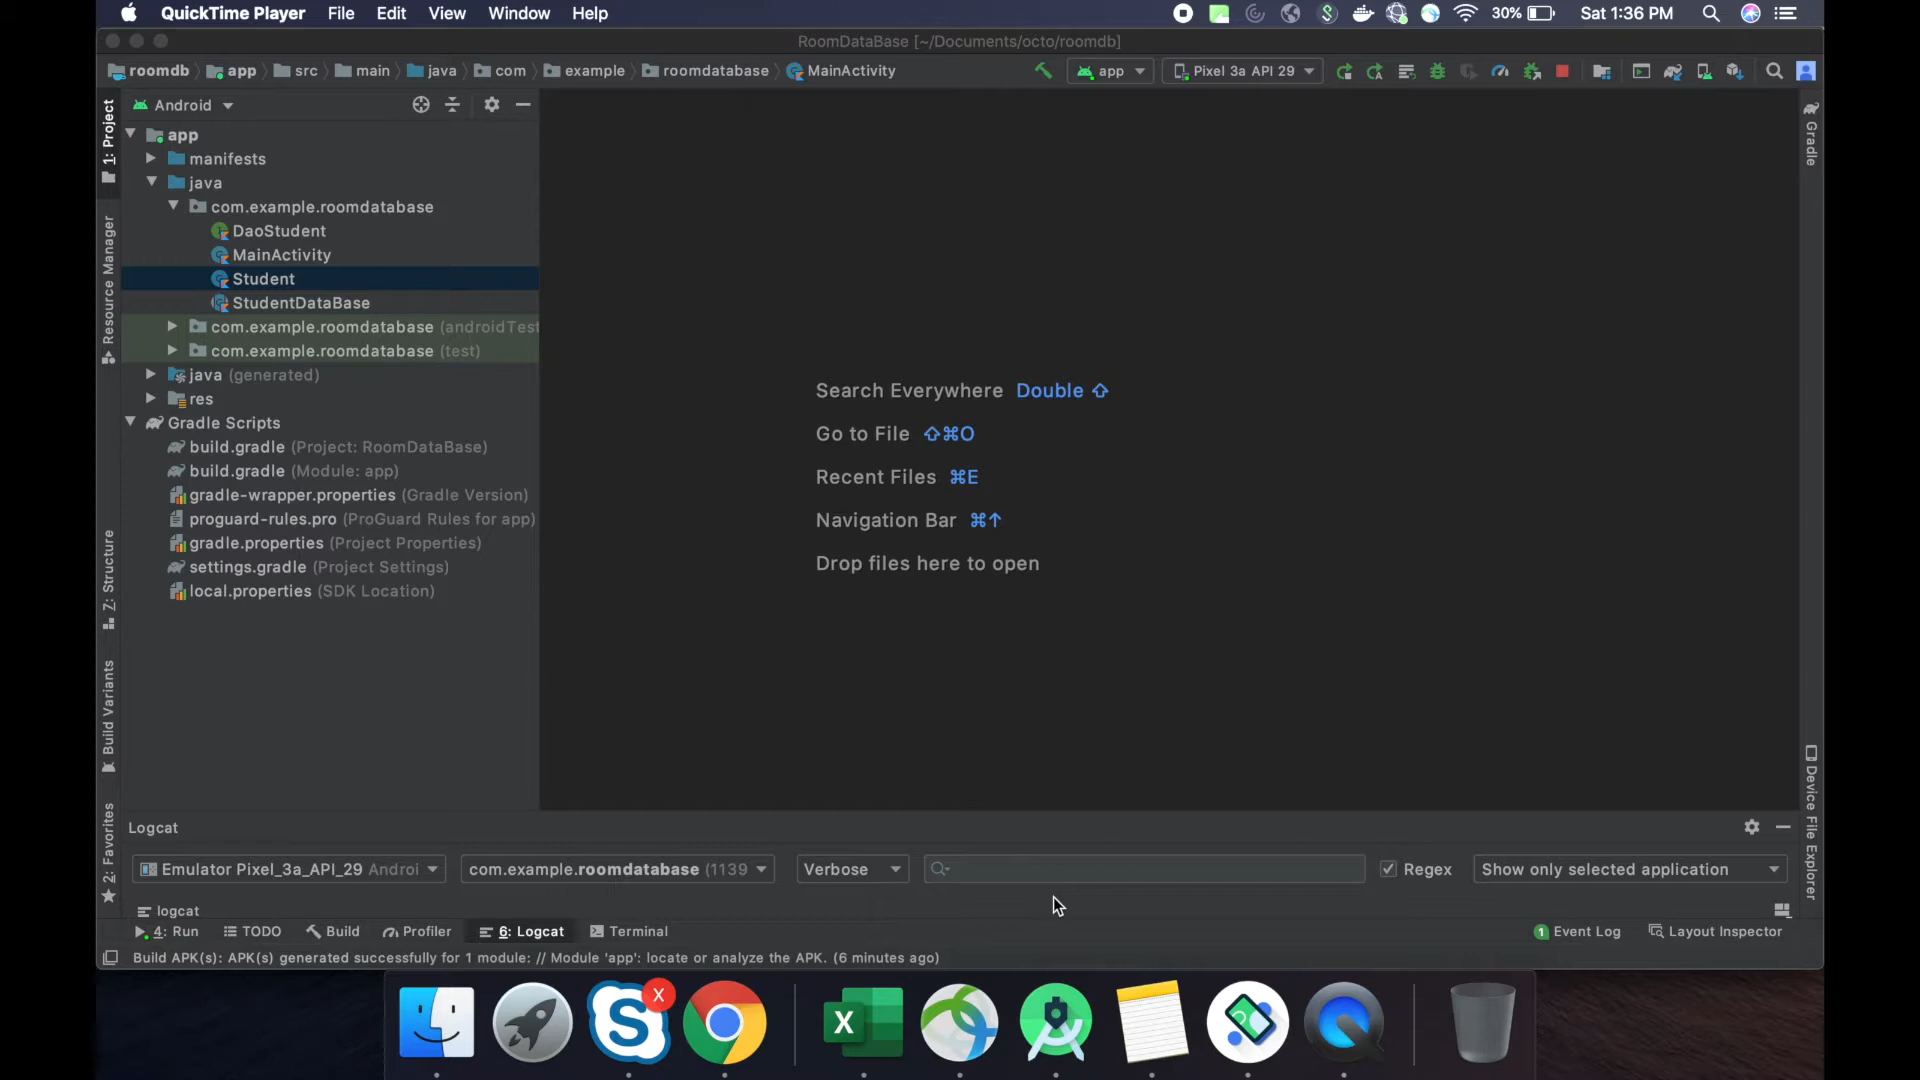 QuickTime Player File Edit View Window Help 30% Sat 1:36 PM
RoomDataBase [~/Documents/octo/roomdb]
roomdb app src main java com example roomdatabase MainActivity app Pixel 3a API 29
Android
app
manifests
java
com.example.roomdatabase
DaoStudent
MainActivity
Student
StudentDataBase
com.example.roomdatabase (androidTest
com.example.roomdatabase (test)
java (generated)
res
Gradle Scripts
build.gradle (Project: RoomDataBase)
build.gradle (Module: app)
gradle-wrapper.properties (Gradle Version)
proguard-rules.pro (ProGuard Rules for app)
gradle.properties (Project Properties)
settings.gradle (Project Settings)
local.properties (SDK Location)
1: Project
Resource Manager
Z: Structure
Build Variants
2: Favorites
Search Everywhere Double ⇧
Go to File ⇧⌘O
Recent Files ⌘E
Navigation Bar ⌘↑
Drop files here to open
Gradle
Device File Explorer
Logcat
Emulator Pixel_3a_API_29 Androi com.example.roomdatabase (1139 Verbose Regex Show only selected application
logcat
4: Run TODO Build Profiler 6: Logcat Terminal 1 Event Log Layout Inspector
Build APK(s): APK(s) generated successfully for 1 module: // Module 'app': locate or analyze the APK. (6 minutes ago)
S X X